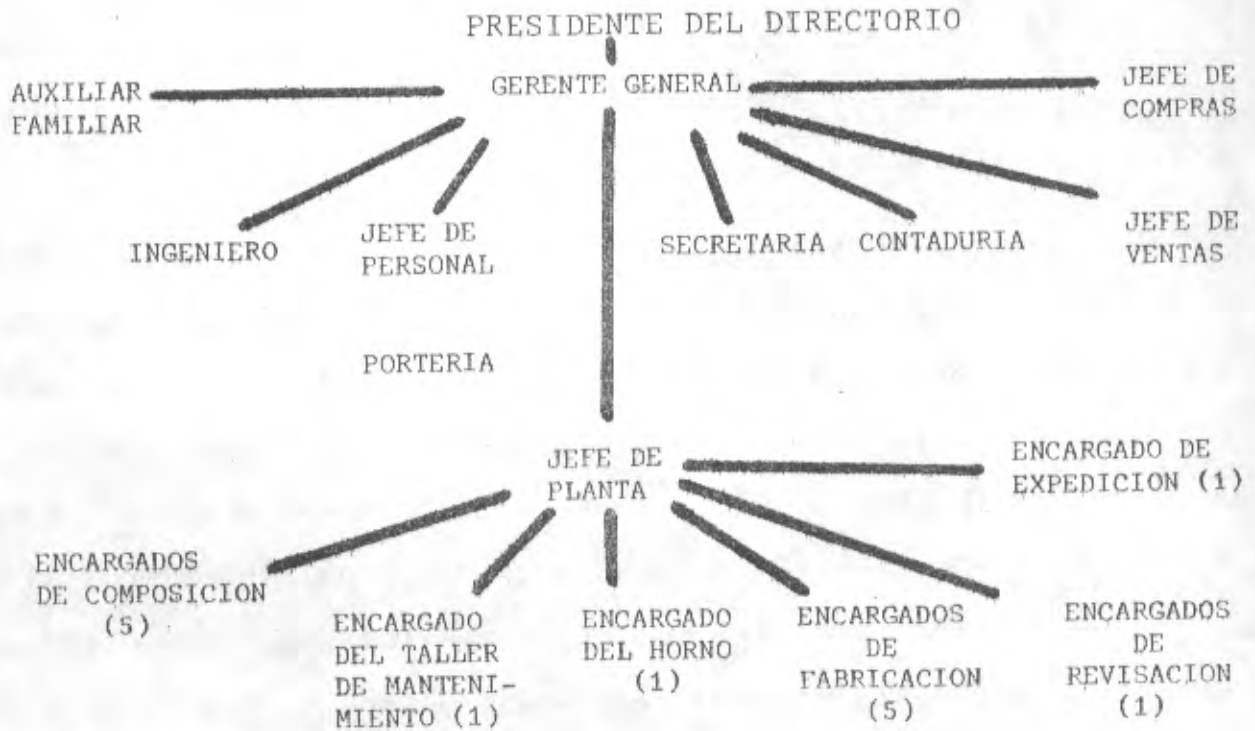 PRESIDENTE DEL DIRECTORIO
GERENTE GENERAL
AUXILIAR
FAMILIAR
JEFE DE
COMPRAS
INGENIERO
JEFE DE
PERSONAL
SECRETARIA
CONTADURIA
JEFE DE
VENTAS
PORTERIA
JEFE DE
PLANTA
ENCARGADO DE
EXPEDICION (1)
ENCARGADOS
DE COMPOSICION
(5)
ENCARGADO
DEL TALLER
DE MANTENI-
MIENTO (1)
ENCARGADO
DEL HORNO
(1)
ENCARGADOS
DE
FABRICACION
(5)
ENCARGADOS
DE
REVISACION
(1)